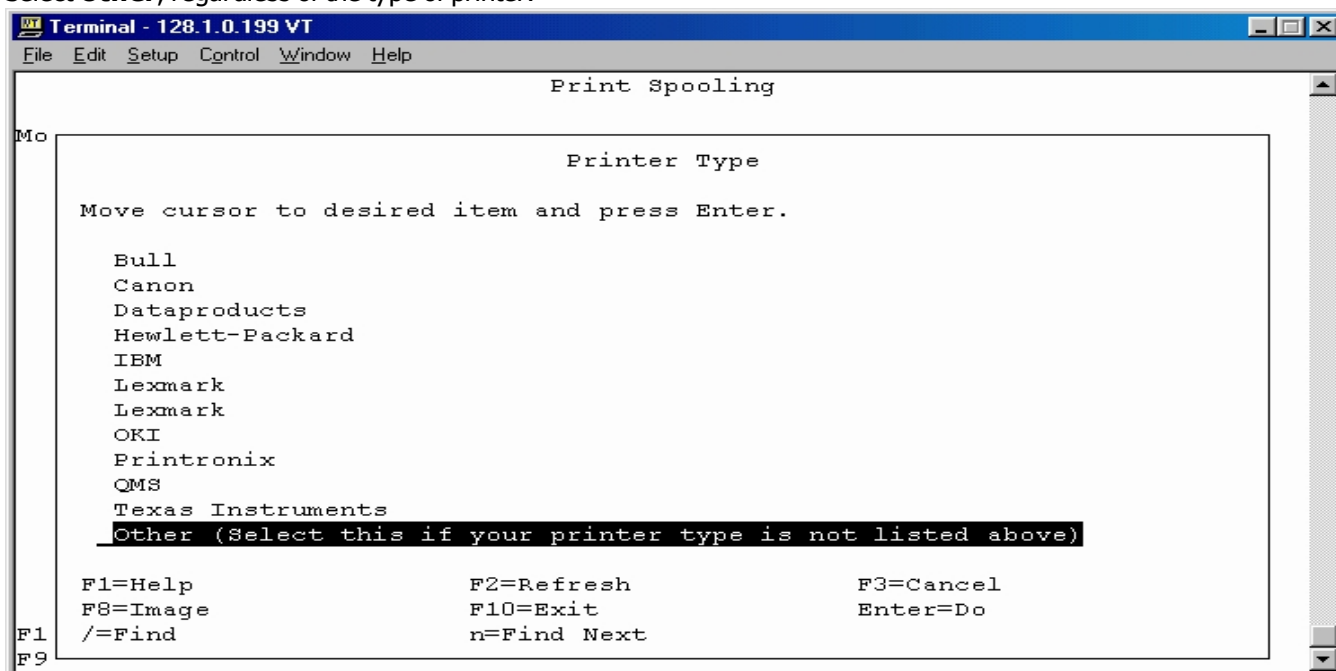 Select Other, regardless of the type of printer.
Terminal - 128.1.0.199 VT
File Edit Setup Control Window Help
Print Spooling
Mo
Printer Type
Move cursor to desired item and press Enter.
Bull
Canon
Dataproducts
Hewlett-Packard
IBM
Lexmark
Lexmark
OKI
Printronix
QMS
Texas Instruments
Other (Select this if your printer type is not listed above)
F1=Help F2=Refresh F3=Cancel
F8=Image F10=Exit Enter=Do
F1 /=Find n=Find Next
F9